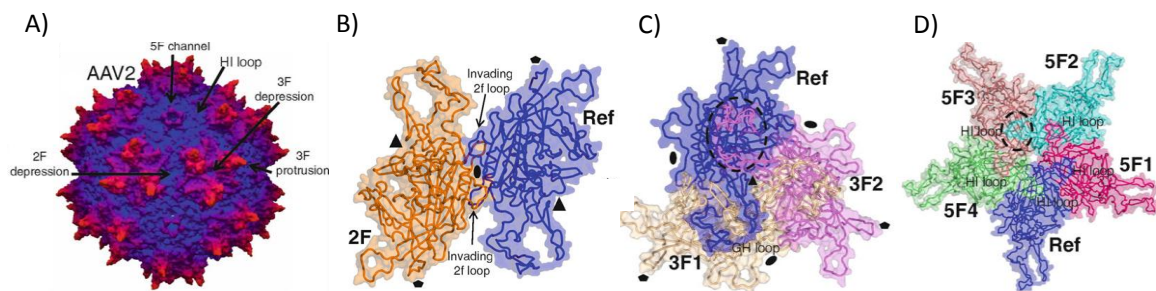 A)
AAV2
5F channel
HI loop
3F
depression
2F
depression
3F
protrusion
B)
Invading
2f loop
Ref
2F
Invading
2f loop
C)
Ref
3F2
3F1
GH loop
D)
5F2
5F3
HI loop
HI loop
HI loop
HI loop
HI loop
5F1
5F4
Ref